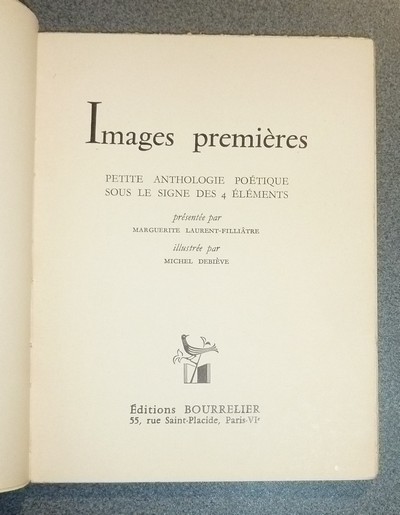 Images premières
PETITE ANTHOLOGIE POÉTIQUE
SOUS LE SIGNE DES 4 ÉLÉMENTS
présentée par
MARGUERITE LAURENT-FILLIÂTRE
illustrée par
MICHEL DEBIÈVE
Éditions BOURRELIER
55, rue Saint-Placide, Paris-VIᵉ